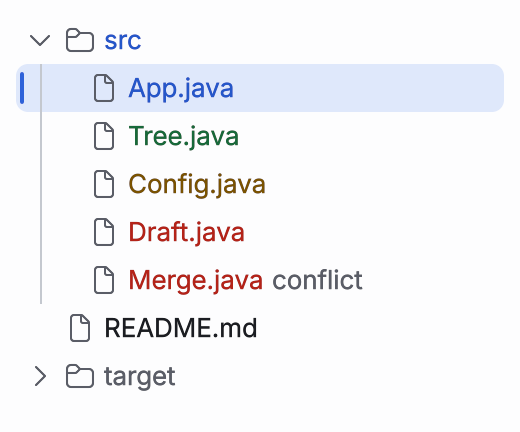 src
App.java
Tree.java
Config.java
Draft.java
Merge.java conflict
README.md
target